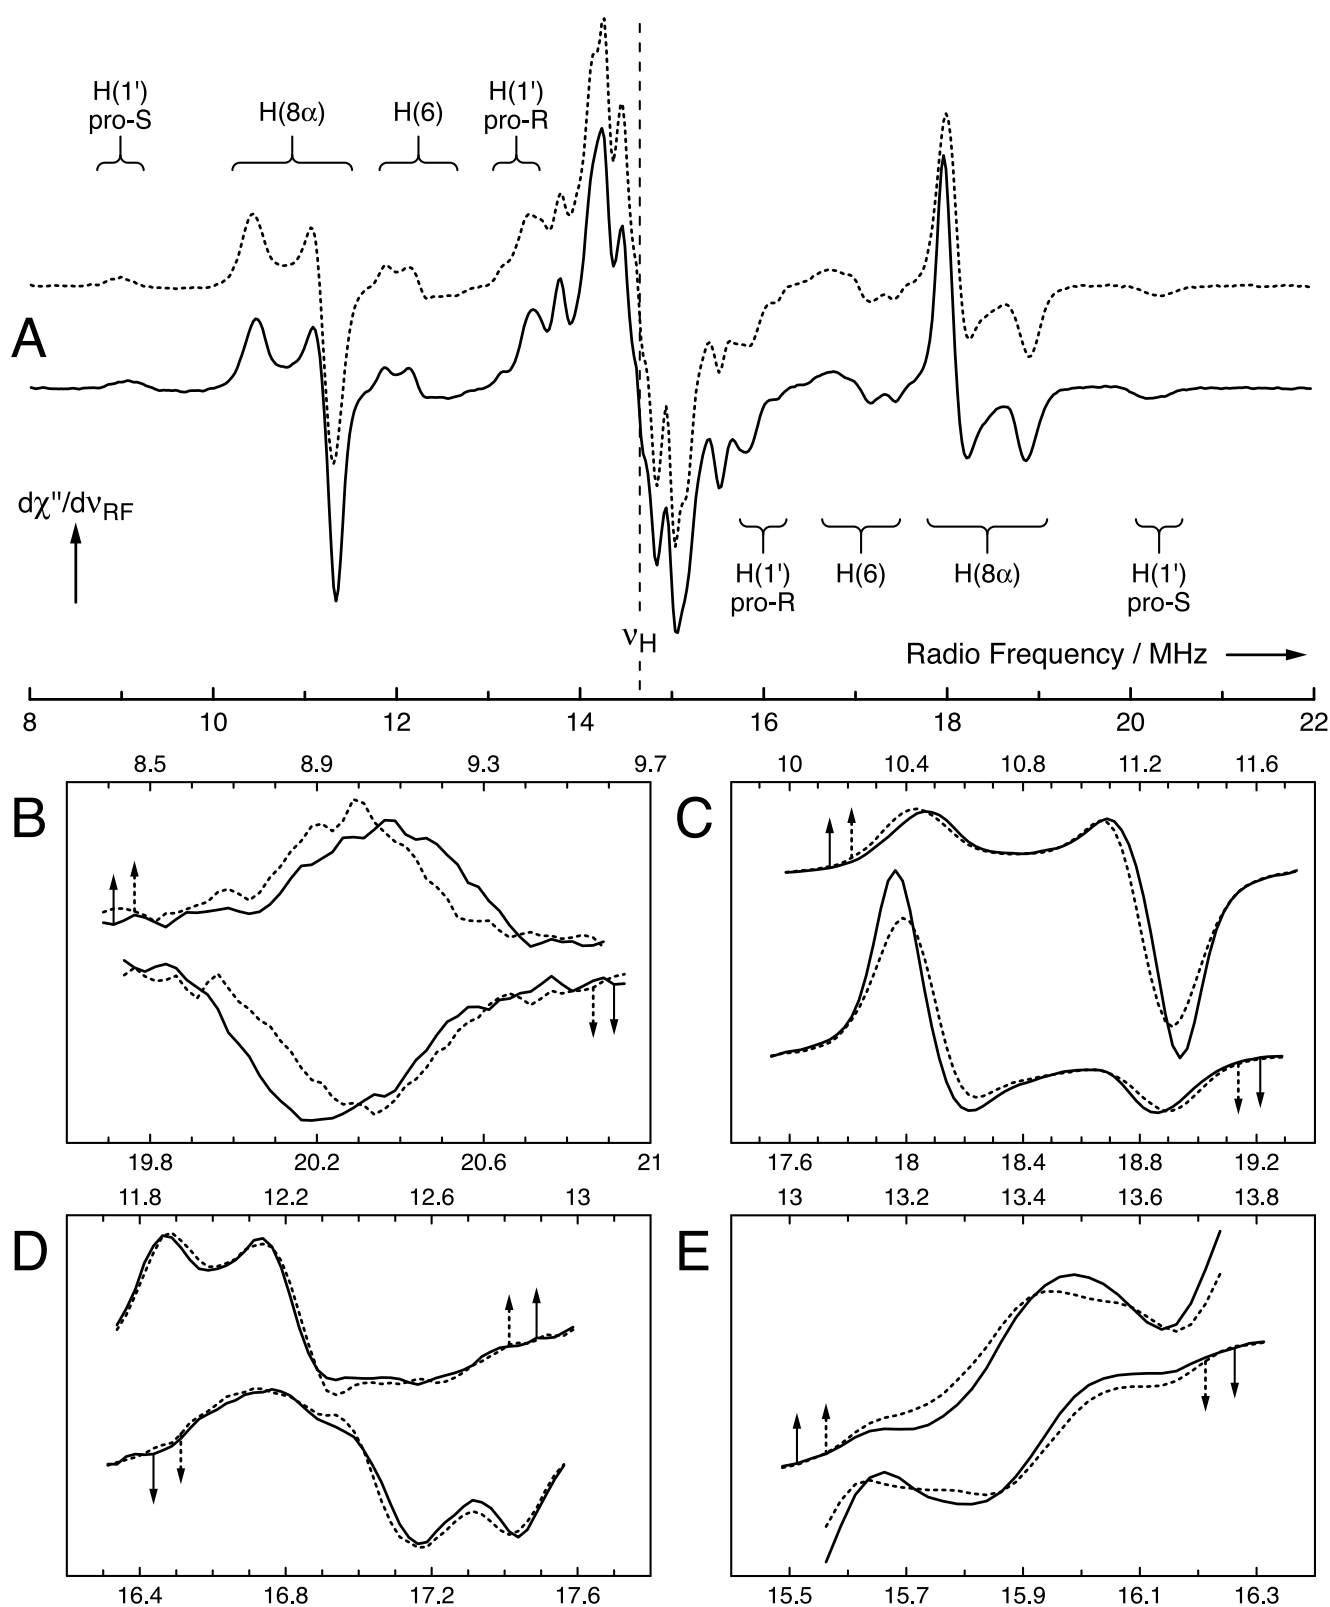 H(1')
pro-S
H(8α)
H(6)
H(1')
pro-R
A
dχ''/dνRF
H(1')
pro-R
H(6)
H(8α)
H(1')
pro-S
νH
Radio Frequency / MHz
8 10 12 14 16 18 20 22
8.5 8.9 9.3 9.7
B
19.8 20.2 20.6 21
10 10.4 10.8 11.2 11.6
C
17.6 18 18.4 18.8 19.2
11.8 12.2 12.6 13
D
16.4 16.8 17.2 17.6
13 13.2 13.4 13.6 13.8
E
15.5 15.7 15.9 16.1 16.3